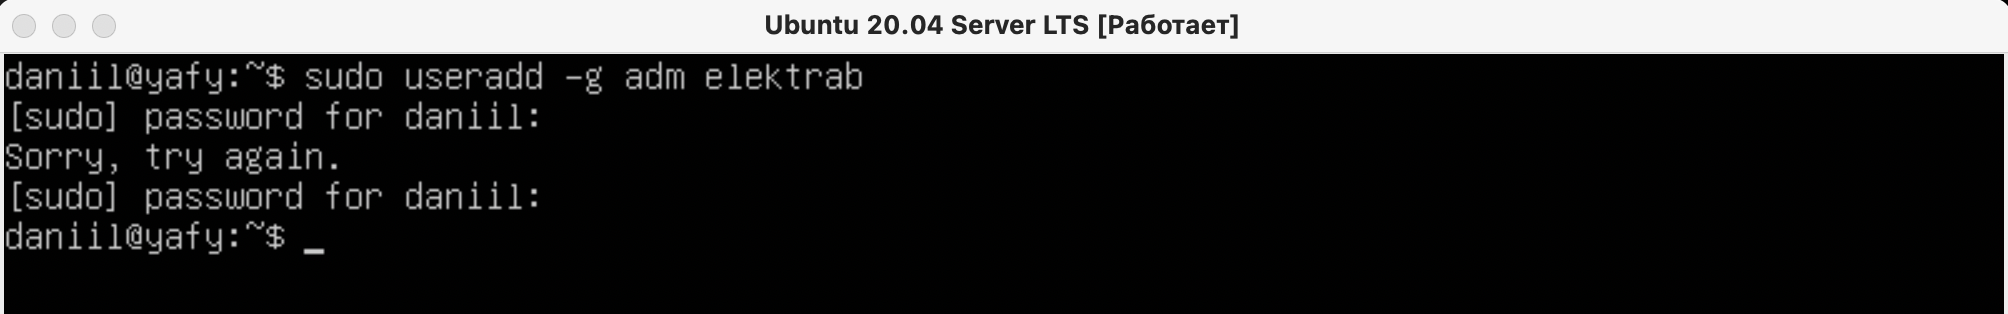 Ubuntu 20.04 Server LTS [Работает]
daniil@yafy:~$ sudo useradd -g adm elektrab
[sudo] password for daniil:
Sorry, try again.
[sudo] password for daniil:
daniil@yafy:~$ _